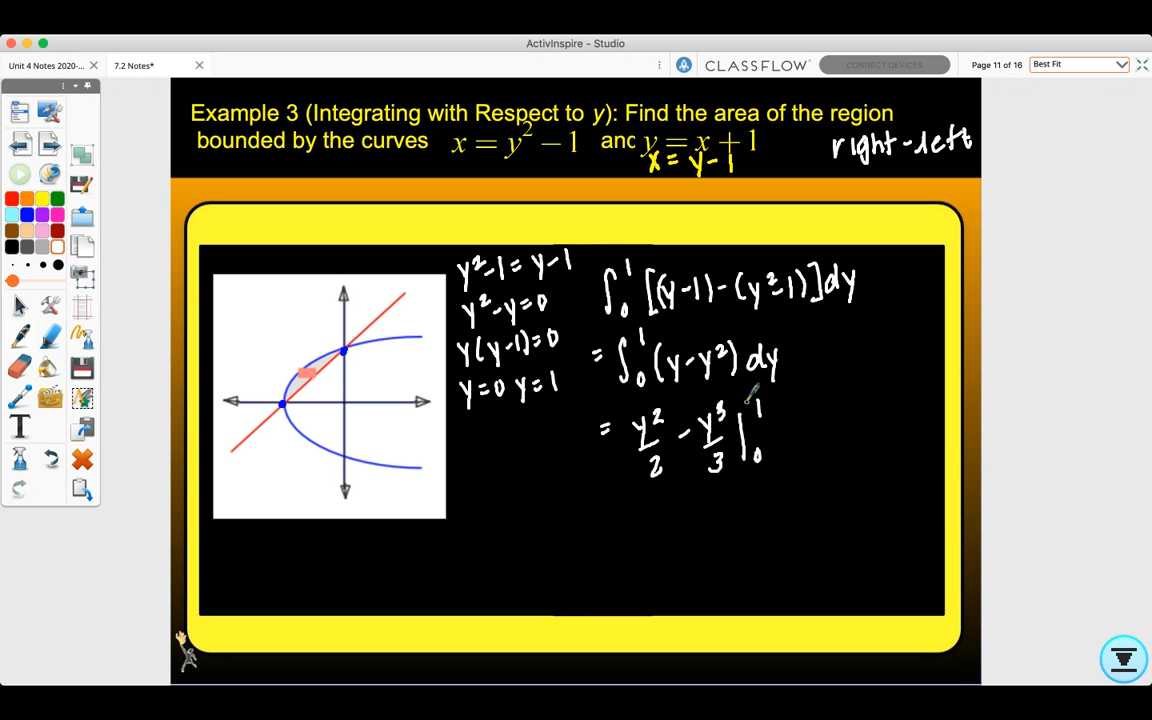 ActivInspire - Studio
Unit 4 Notes 2020-...
7.2 Notes*
CLASSFLOW
CONNECT DEVICES
Page 11 of 16
Best Fit
Example 3 (Integrating with Respect to y): Find the area of the region
bounded by the curves x = y² − 1 and y = x + 1
right-left
x = y-1
y²-1 = y-1
y²-y=0
y(y-1)=0
y=0 y=1
∫₀¹ [(y-1)-(y²-1)]dy
= ∫₀¹ (y-y²) dy
= y²/2 - y³/3 |₀¹
T